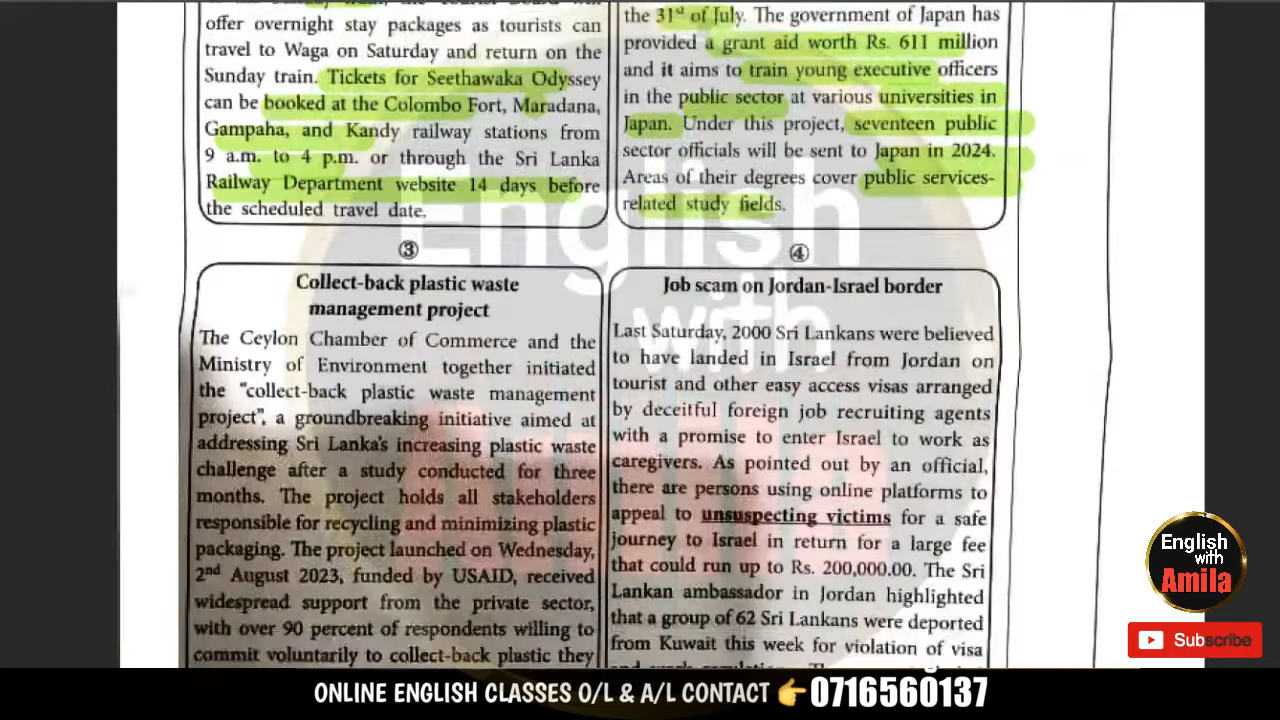 offer overnight stay packages as tourists can
travel to Waga on Saturday and return on the
Sunday train. Tickets for Seethawaka Odyssey
can be booked at the Colombo Fort, Maradana,
Gampaha, and Kandy railway stations from
9 a.m. to 4 p.m. or through the Sri Lanka
Railway Department website 14 days before
the scheduled travel date.
the 31st of July. The government of Japan has
provided a grant aid worth Rs. 611 million
and it aims to train young executive officers
in the public sector at various universities in
Japan. Under this project, seventeen public
sector officials will be sent to Japan in 2024.
Areas of their degrees cover public services-
related study fields.
③
Collect-back plastic waste
management project
The Ceylon Chamber of Commerce and the
Ministry of Environment together initiated
the "collect-back plastic waste management
project", a groundbreaking initiative aimed at
addressing Sri Lanka's increasing plastic waste
challenge after a study conducted for three
months. The project holds all stakeholders
responsible for recycling and minimizing plastic
packaging. The project launched on Wednesday,
2nd August 2023, funded by USAID, received
widespread support from the private sector,
with over 90 percent of respondents willing to
commit voluntarily to collect-back plastic they
④
Job scam on Jordan-Israel border
Last Saturday, 2000 Sri Lankans were believed
to have landed in Israel from Jordan on
tourist and other easy access visas arranged
by deceitful foreign job recruiting agents
with a promise to enter Israel to work as
caregivers. As pointed out by an official,
there are persons using online platforms to
appeal to unsuspecting victims for a safe
journey to Israel in return for a large fee
that could run up to Rs. 200,000.00. The Sri
Lankan ambassador in Jordan highlighted
that a group of 62 Sri Lankans were deported
from Kuwait this week for violation of visa
English
with
English
with
Amila
Subscribe
ONLINE ENGLISH CLASSES O/L & A/L CONTACT 👉0716560137